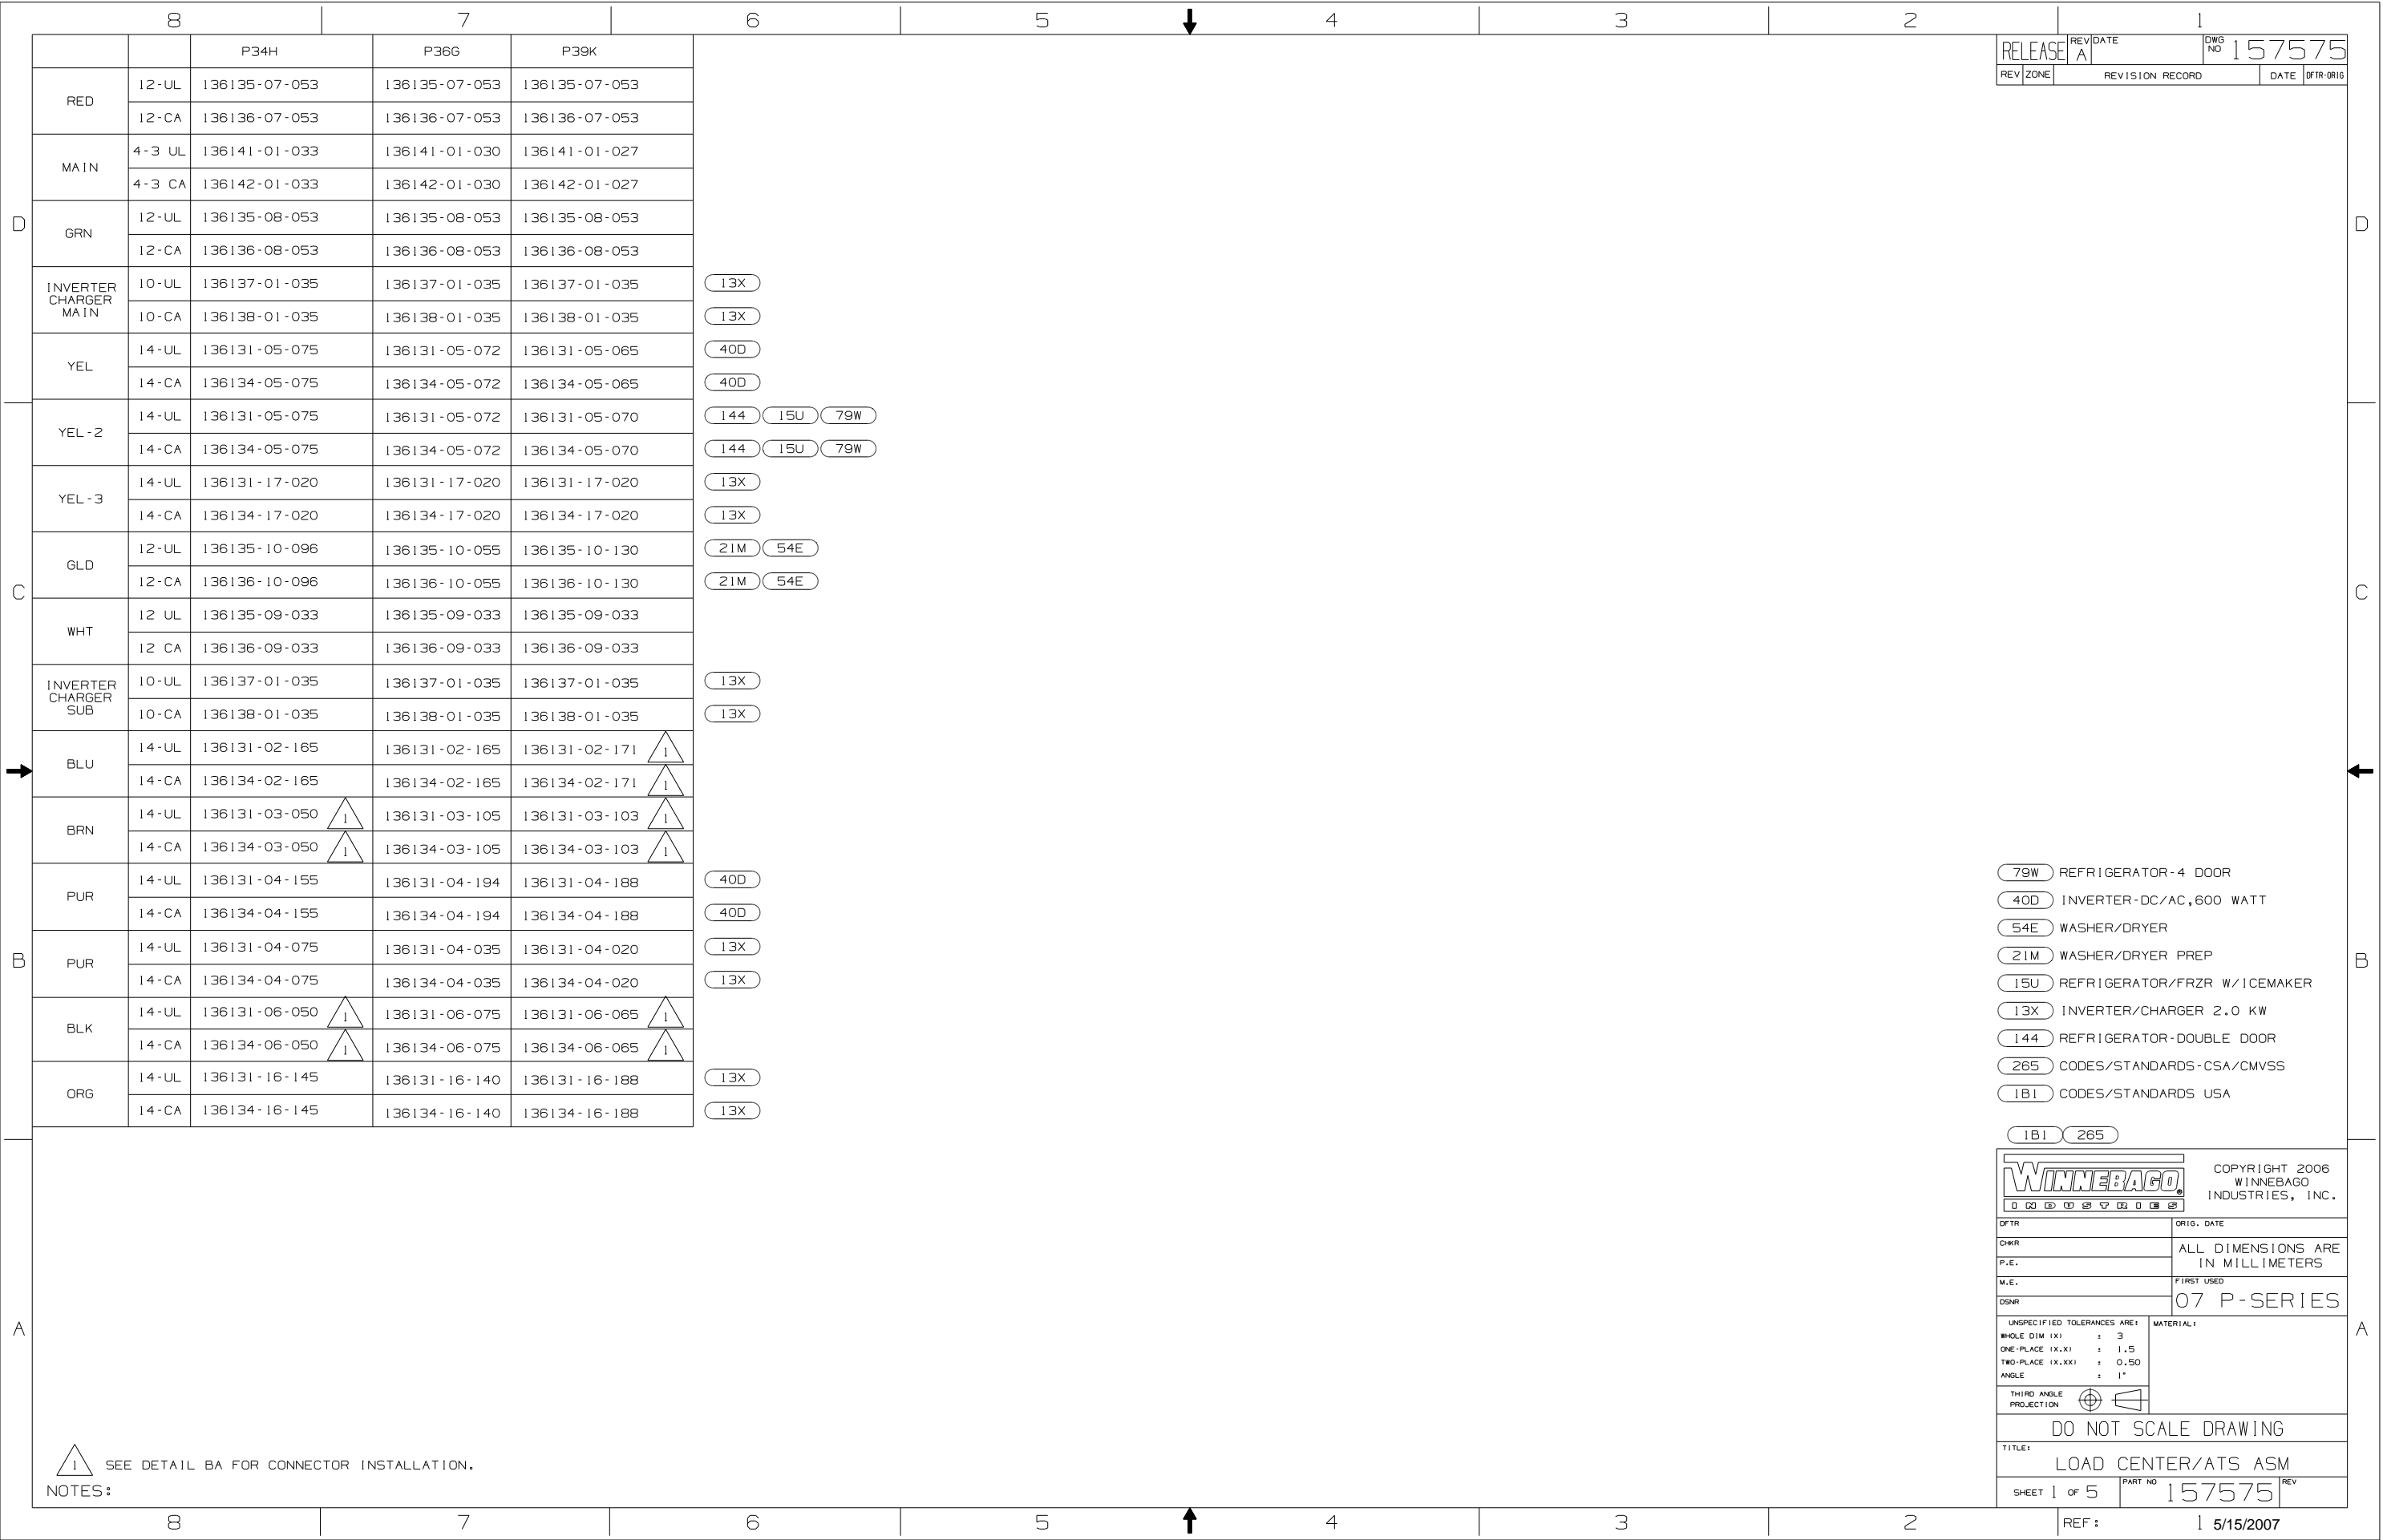 8 7 6 5 4 3 2 1
P34H P36G P39K
RED 12-UL 136135-07-053 136135-07-053 136135-07-053
12-CA 136136-07-053 136136-07-053 136136-07-053
MAIN 4-3 UL 136141-01-033 136141-01-030 136141-01-027
4-3 CA 136142-01-033 136142-01-030 136142-01-027
GRN 12-UL 136135-08-053 136135-08-053 136135-08-053
12-CA 136136-08-053 136136-08-053 136136-08-053
INVERTER CHARGER MAIN 10-UL 136137-01-035 136137-01-035 136137-01-035 13X
10-CA 136138-01-035 136138-01-035 136138-01-035 13X
YEL 14-UL 136131-05-075 136131-05-072 136131-05-065 40D
14-CA 136134-05-075 136134-05-072 136134-05-065 40D
YEL-2 14-UL 136131-05-075 136131-05-072 136131-05-070 144 15U 79W
14-CA 136134-05-075 136134-05-072 136134-05-070 144 15U 79W
YEL-3 14-UL 136131-17-020 136131-17-020 136131-17-020 13X
14-CA 136134-17-020 136134-17-020 136134-17-020 13X
GLD 12-UL 136135-10-096 136135-10-055 136135-10-130 21M 54E
12-CA 136136-10-096 136136-10-055 136136-10-130 21M 54E
WHT 12 UL 136135-09-033 136135-09-033 136135-09-033
12 CA 136136-09-033 136136-09-033 136136-09-033
INVERTER CHARGER SUB 10-UL 136137-01-035 136137-01-035 136137-01-035 13X
10-CA 136138-01-035 136138-01-035 136138-01-035 13X
BLU 14-UL 136131-02-165 136131-02-165 136131-02-171 1
14-CA 136134-02-165 136134-02-165 136134-02-171 1
BRN 14-UL 136131-03-050 1 136131-03-105 136131-03-103 1
14-CA 136134-03-050 1 136134-03-105 136134-03-103 1
PUR 14-UL 136131-04-155 136131-04-194 136131-04-188 40D
14-CA 136134-04-155 136134-04-194 136134-04-188 40D
PUR 14-UL 136131-04-075 136131-04-035 136131-04-020 13X
14-CA 136134-04-075 136134-04-035 136134-04-020 13X
BLK 14-UL 136131-06-050 1 136131-06-075 136131-06-065 1
14-CA 136134-06-050 1 136134-06-075 136134-06-065 1
ORG 14-UL 136131-16-145 136131-16-140 136131-16-188 13X
14-CA 136134-16-145 136134-16-140 136134-16-188 13X
D D
C C
B B
A A
RELEASE REV A DATE DWG NO 157575
REV ZONE REVISION RECORD DATE DFTR-ORIG
79W REFRIGERATOR-4 DOOR
40D INVERTER-DC/AC,600 WATT
54E WASHER/DRYER
21M WASHER/DRYER PREP
15U REFRIGERATOR/FRZR W/ICEMAKER
13X INVERTER/CHARGER 2.0 KW
144 REFRIGERATOR-DOUBLE DOOR
265 CODES/STANDARDS-CSA/CMVSS
1B1 CODES/STANDARDS USA
1B1 265
WINNEBAGO®
INDUSTRIES
COPYRIGHT 2006
WINNEBAGO
INDUSTRIES, INC.
DFTR ORIG. DATE
CHKR
P.E.
M.E.
DSNR
ALL DIMENSIONS ARE
IN MILLIMETERS
FIRST USED
07 P-SERIES
UNSPECIFIED TOLERANCES ARE: MATERIAL:
WHOLE DIM (X) : 3
ONE-PLACE (X.X) : 1.5
TWO-PLACE (X.XX) : 0.50
ANGLE : 1°
THIRD ANGLE
PROJECTION
DO NOT SCALE DRAWING
TITLE:
LOAD CENTER/ATS ASM
SHEET 1 OF 5 PART NO 157575 REV
1 SEE DETAIL BA FOR CONNECTOR INSTALLATION.
NOTES:
8 7 6 5 4 3 2 REF: 1 5/15/2007